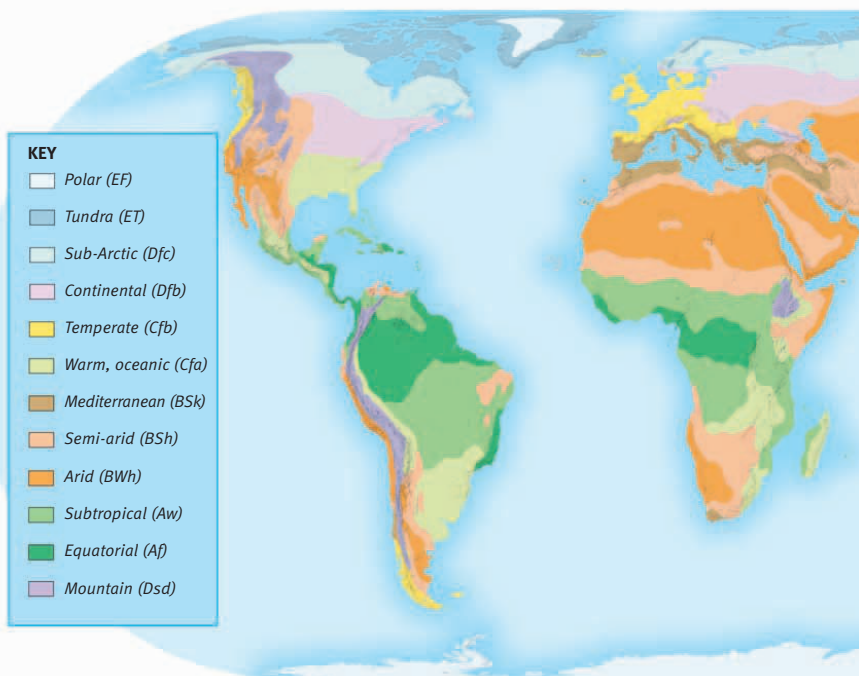 KEY
Polar (EF)
Tundra (ET)
Sub-Arctic (Dfc)
Continental (Dfb)
Temperate (Cfb)
Warm, oceanic (Cfa)
Mediterranean (BSk)
Semi-arid (BSh)
Arid (BWh)
Subtropical (Aw)
Equatorial (Af)
Mountain (Dsd)